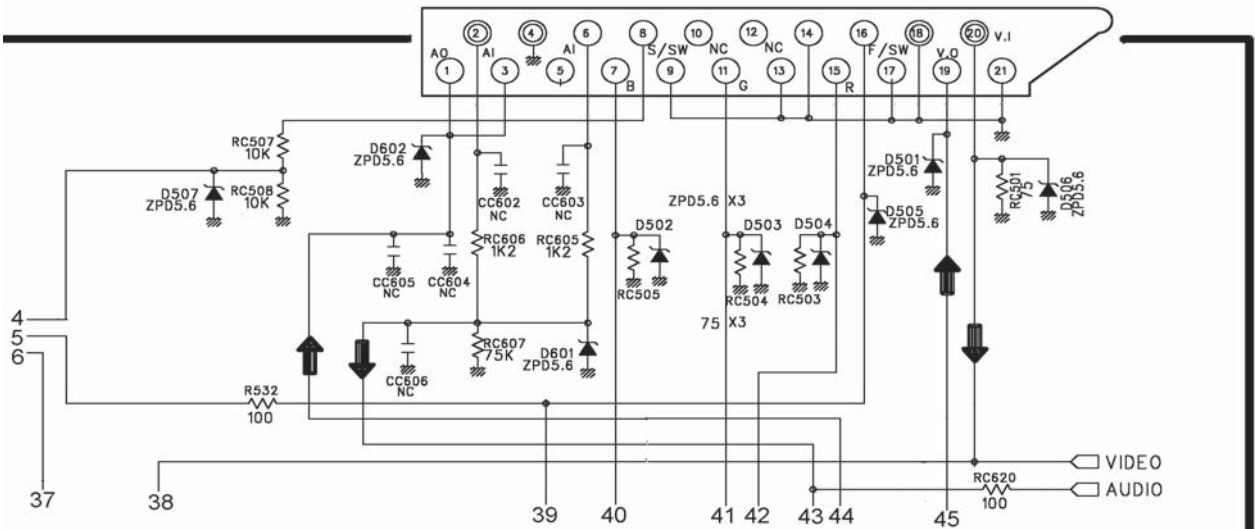 2 4 6 8 10 12 14 16 18 20 V.I
AO AI AI S/SW NC NC F/SW V.O
1 3 5 7 B 9 11 G 13 15 R 17 19 21
RC507
10K
D507
ZPD5.6
RC508
10K
D602
ZPD5.6
CC602
NC
CC603
NC
RC606
1K2
RC605
1K2
CC605
NC
CC604
NC
ZPD5.6 X3
D502
RC505
D503
RC504
D504
RC503
75 X3
D505
ZPD5.6
D501
ZPD5.6
RC501
75
D506
ZPD5.6
4
5
6
CC606
NC
RC607
75K
D601
ZPD5.6
R532
100
VIDEO
RC620
100
AUDIO
37 38 39 40 41 42 43 44 45